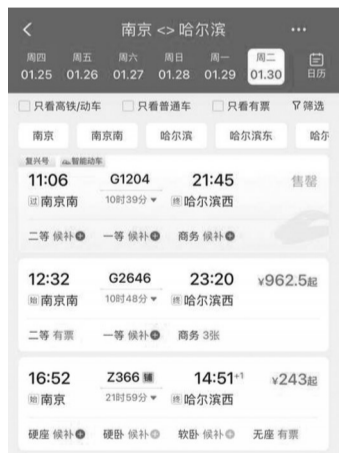 南京 <> 哈尔滨
周四 周五 周六 周日 周一 周二
01.25 01.26 01.27 01.28 01.29 01.30 日历
只看高铁/动车 只看普通车 只看有票 筛选
南京 南京南 哈尔滨 哈尔滨东 哈尔
复兴号 智能动车
11:06 G1204 21:45 售罄
过 南京南 10时39分 终 哈尔滨西
二等 候补 一等 候补 商务 候补
12:32 G2646 23:20 ¥962.5起
始 南京南 10时48分 终 哈尔滨西
二等 有票 一等 候补 商务 3张
16:52 Z366 铺 14:51+1 ¥243起
始 南京 21时59分 终 哈尔滨西
硬座 候补 硬卧 候补 软卧 候补 无座 有票